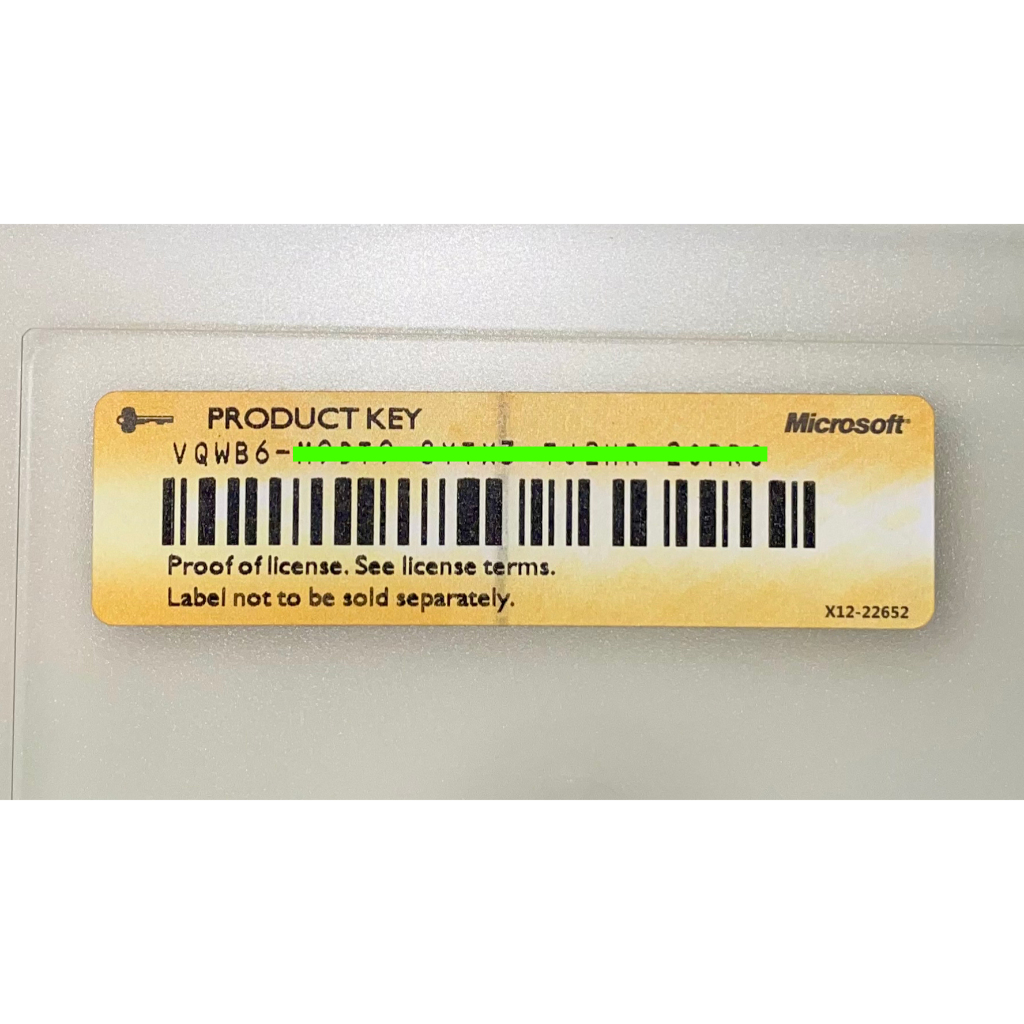 PRODUCT KEY
Microsoft
VQWB6-
Proof of license. See license terms.
Label not to be sold separately.
X12-22652